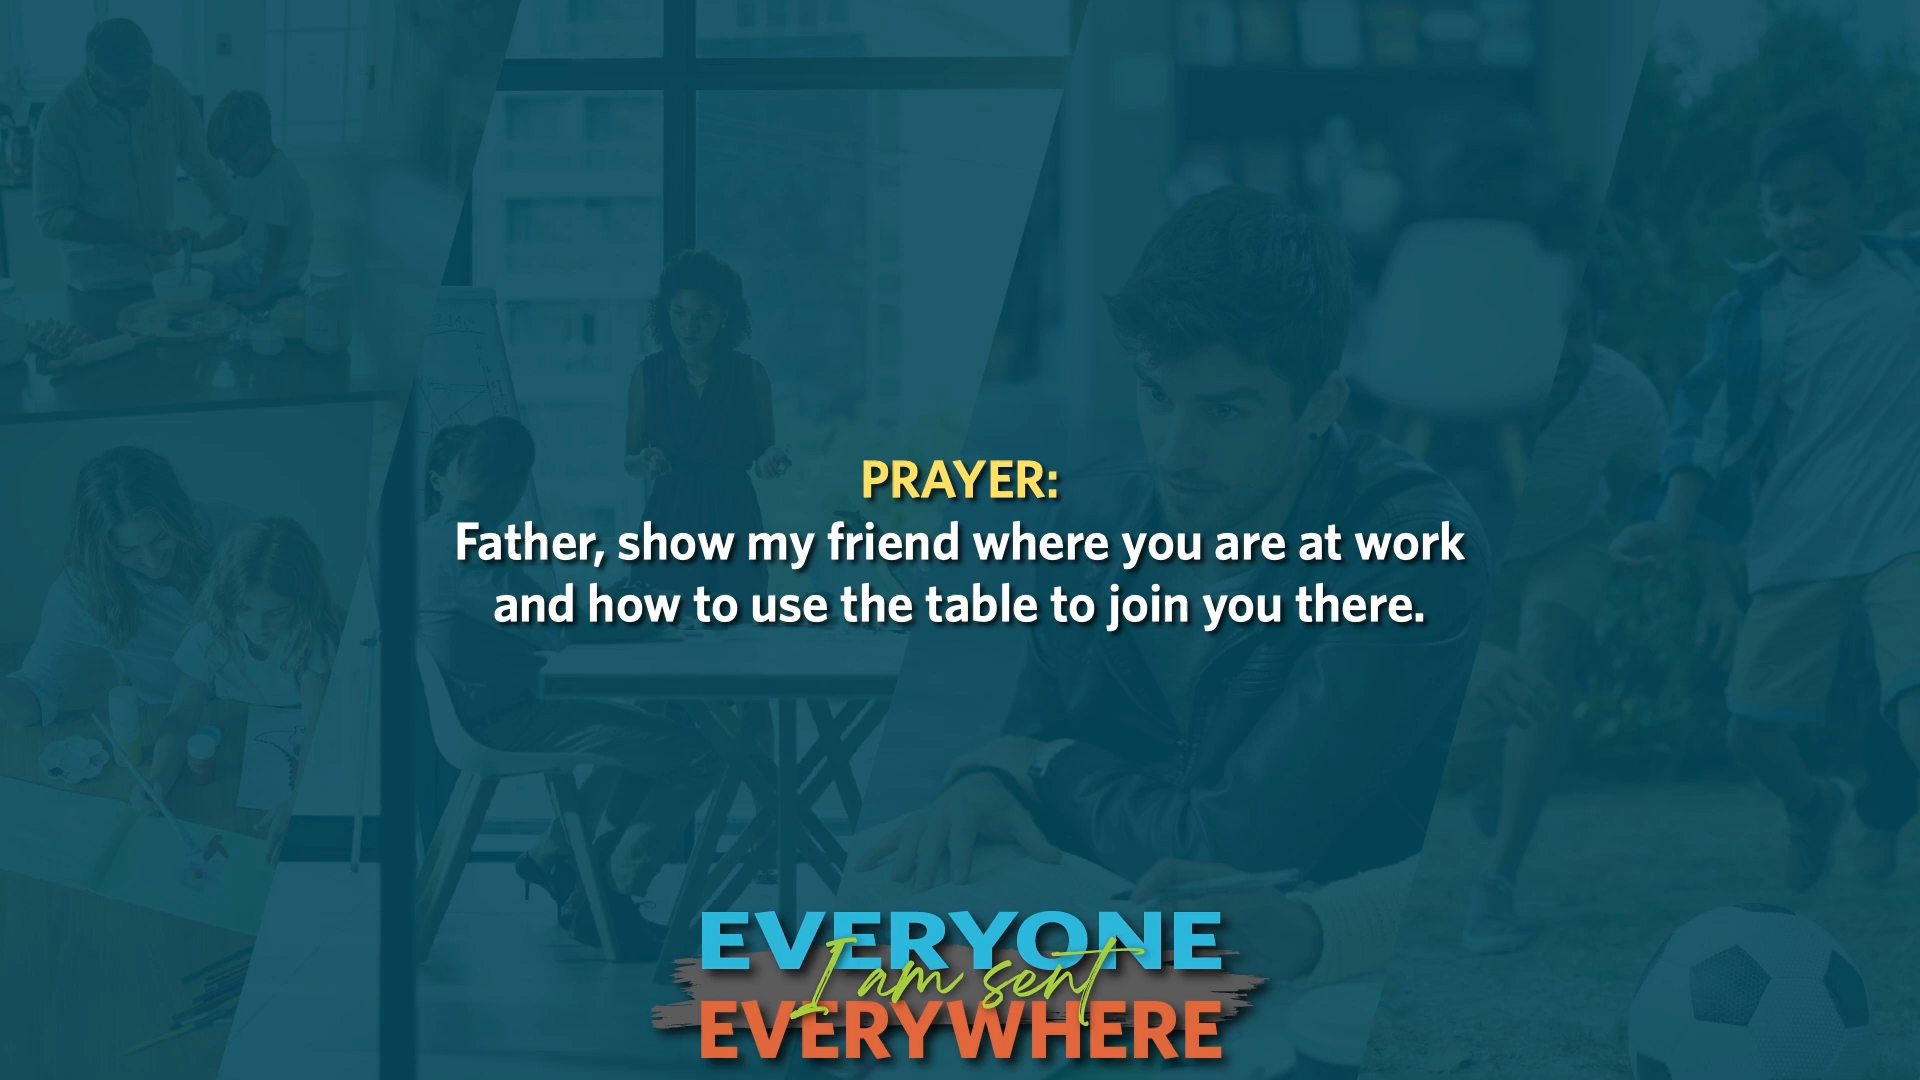 PRAYER:
Father, show my friend where you are at work
and how to use the table to join you there.
EVERYONE
I am sent
EVERYWHERE